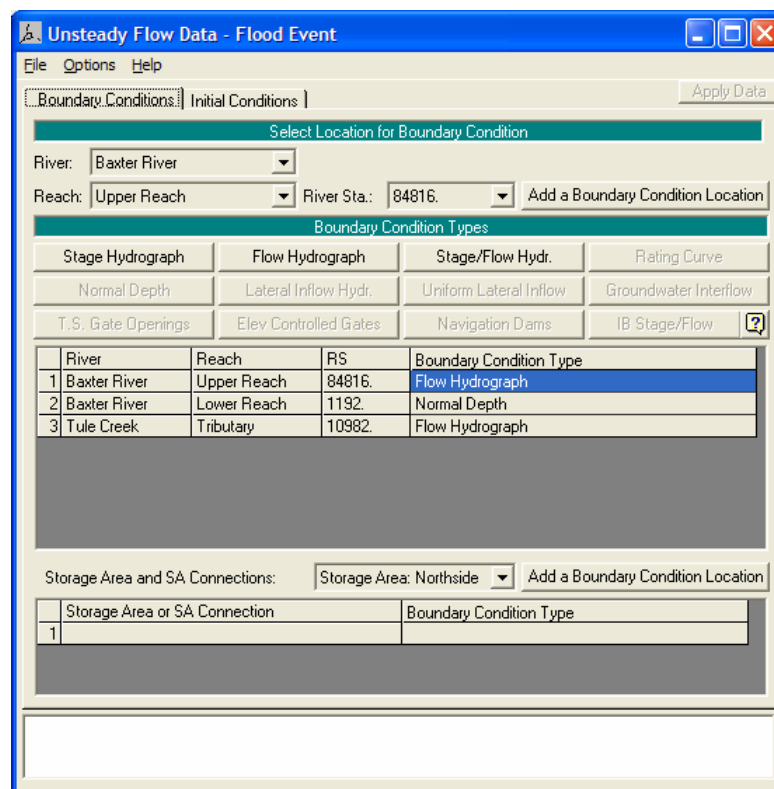 Unsteady Flow Data - Flood Event
File Options Help
Boundary Conditions Initial Conditions Apply Data
Select Location for Boundary Condition
River: Baxter River
Reach: Upper Reach River Sta.: 84816. Add a Boundary Condition Location
Boundary Condition Types
Stage Hydrograph Flow Hydrograph Stage/Flow Hydr. Rating Curve
Normal Depth Lateral Inflow Hydr. Uniform Lateral Inflow Groundwater Interflow
T.S. Gate Openings Elev Controlled Gates Navigation Dams IB Stage/Flow ?
River Reach RS Boundary Condition Type
1 Baxter River Upper Reach 84816. Flow Hydrograph
2 Baxter River Lower Reach 1192. Normal Depth
3 Tule Creek Tributary 10982. Flow Hydrograph
Storage Area and SA Connections: Storage Area: Northside Add a Boundary Condition Location
Storage Area or SA Connection Boundary Condition Type
1